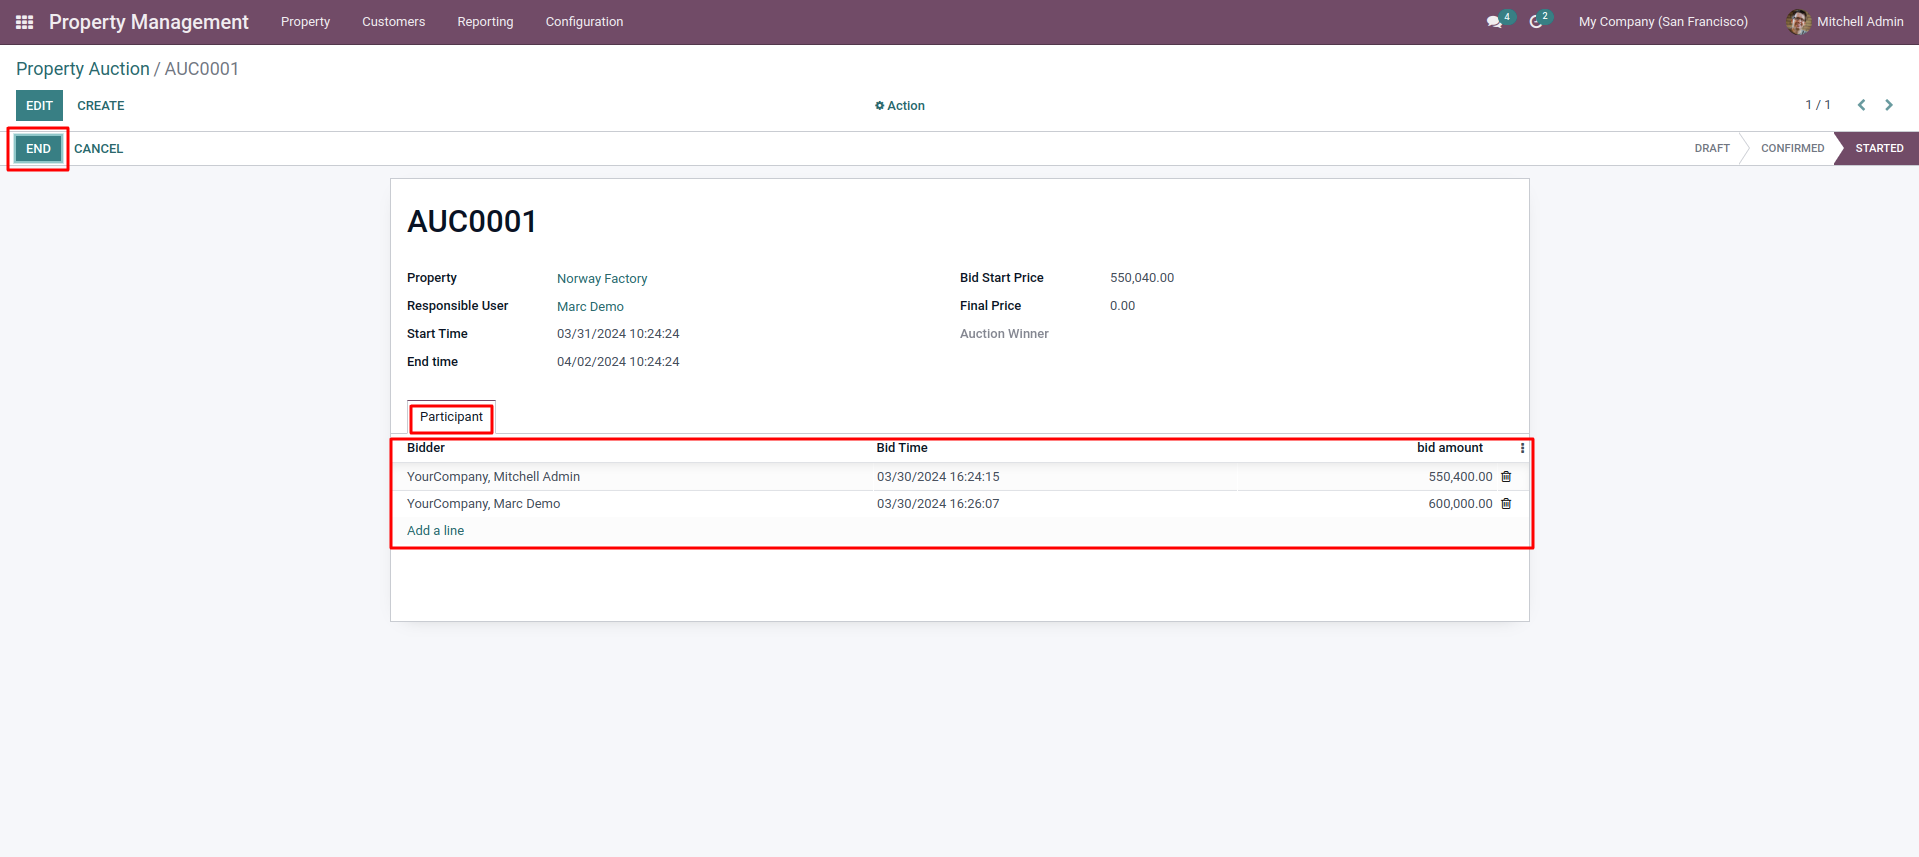 Property Management Property Customers Reporting Configuration 4 2 My Company (San Francisco) Mitchell Admin
Property Auction / AUC0001
EDIT CREATE Action 1 / 1
END CANCEL DRAFT CONFIRMED STARTED
AUC0001
Property Norway Factory Bid Start Price 550,040.00
Responsible User Marc Demo Final Price 0.00
Start Time 03/31/2024 10:24:24 Auction Winner
End time 04/02/2024 10:24:24
Participant
Bidder Bid Time bid amount
YourCompany, Mitchell Admin 03/30/2024 16:24:15 550,400.00
YourCompany, Marc Demo 03/30/2024 16:26:07 600,000.00
Add a line